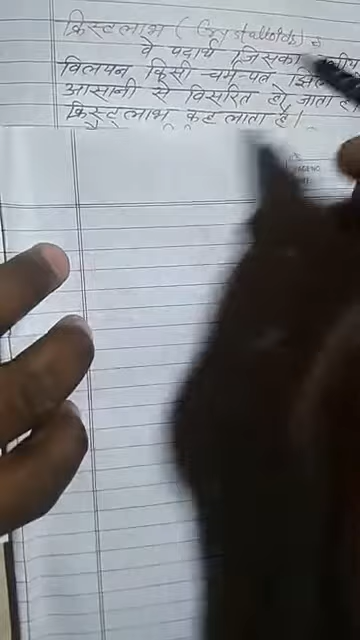 क्रिस्टलाभ (Crystalloids) :
वे पदार्थ जिसका
विलयन किसी चर्म-पत्र
आसानी से विसरित हो जाता है
क्रिस्टलाभ कहलाता है।